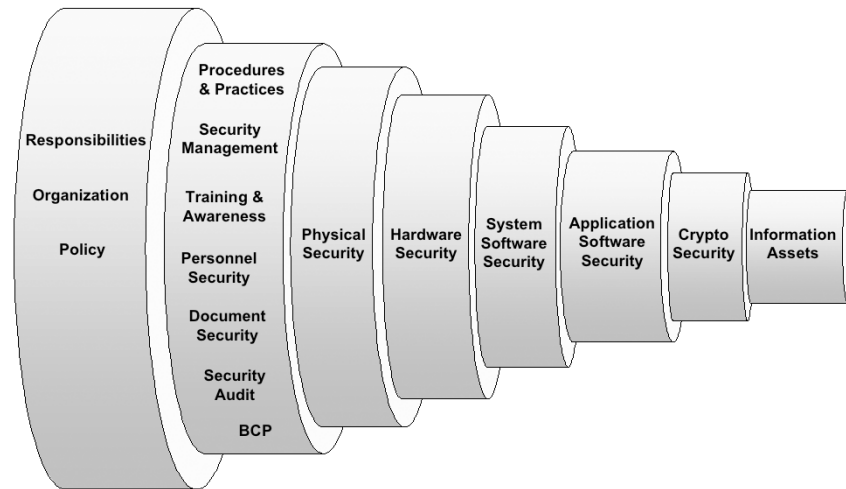 Responsibilities
Organization
Policy
Procedures
& Practices
Security
Management
Training &
Awareness
Personnel
Security
Document
Security
Security
Audit
BCP
Physical
Security
Hardware
Security
System
Software
Security
Application
Software
Security
Crypto
Security
Information
Assets